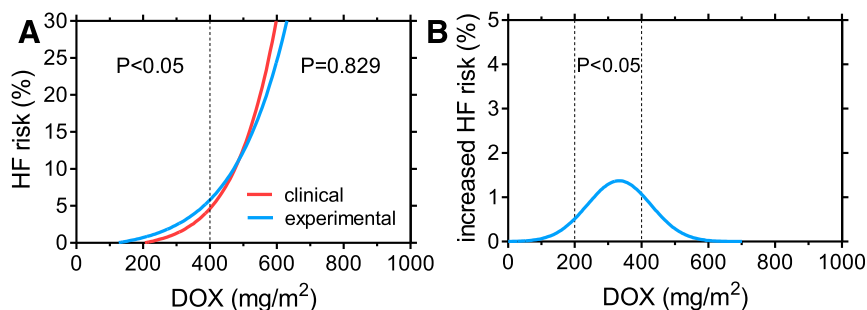 A
HF risk (%)
30
25
20
15
10
5
0
P<0.05
P=0.829
clinical
experimental
0 200 400 600 800 1000
DOX (mg/m²)
B
increased HF risk (%)
5
4
3
2
1
0
P<0.05
0 200 400 600 800 1000
DOX (mg/m²)